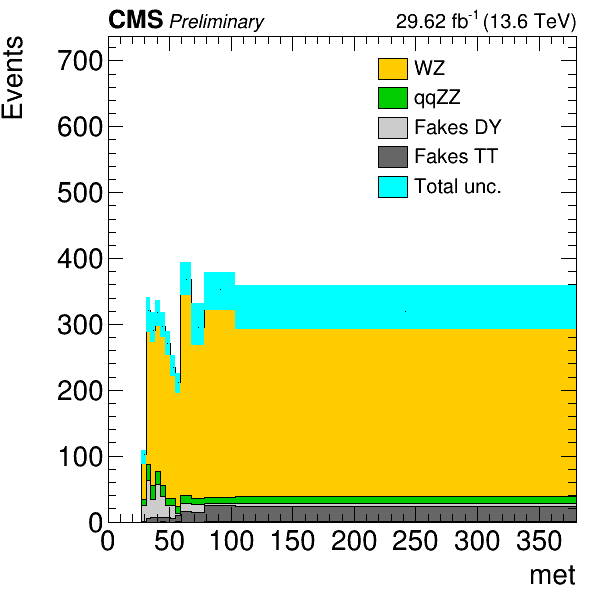 CMS Preliminary 29.62 fb⁻¹ (13.6 TeV)
Events
700
600
500
400
300
200
100
0
WZ
qqZZ
Fakes DY
Fakes TT
Total unc.
0 50 100 150 200 250 300 350
met